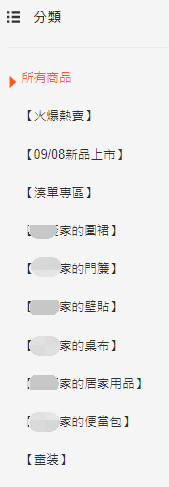 分類
所有商品
【火爆熱賣】
【09/08新品上市】
【湊單專區】
【家的圍裙】
【家的門簾】
【家的壁貼】
【家的桌布】
【家的居家用品】
【家的便當包】
【童装】